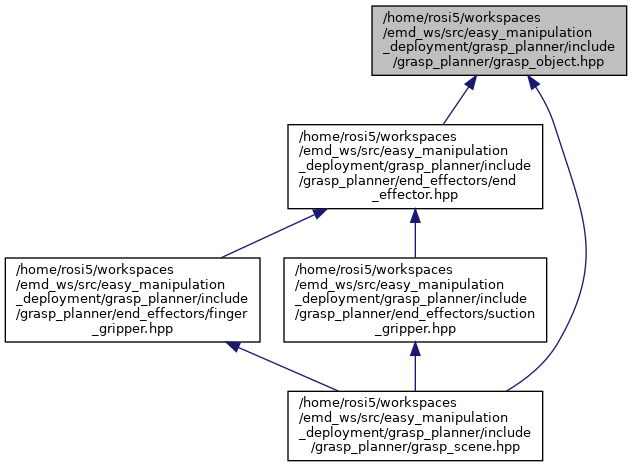 /home/rosi5/workspaces
/emd_ws/src/easy_manipulation
_deployment/grasp_planner/include
/grasp_planner/grasp_object.hpp
/home/rosi5/workspaces
/emd_ws/src/easy_manipulation
_deployment/grasp_planner/include
/grasp_planner/end_effectors/end
_effector.hpp
/home/rosi5/workspaces
/emd_ws/src/easy_manipulation
_deployment/grasp_planner/include
/grasp_planner/end_effectors/finger
_gripper.hpp
/home/rosi5/workspaces
/emd_ws/src/easy_manipulation
_deployment/grasp_planner/include
/grasp_planner/end_effectors/suction
_gripper.hpp
/home/rosi5/workspaces
/emd_ws/src/easy_manipulation
_deployment/grasp_planner/include
/grasp_planner/grasp_scene.hpp